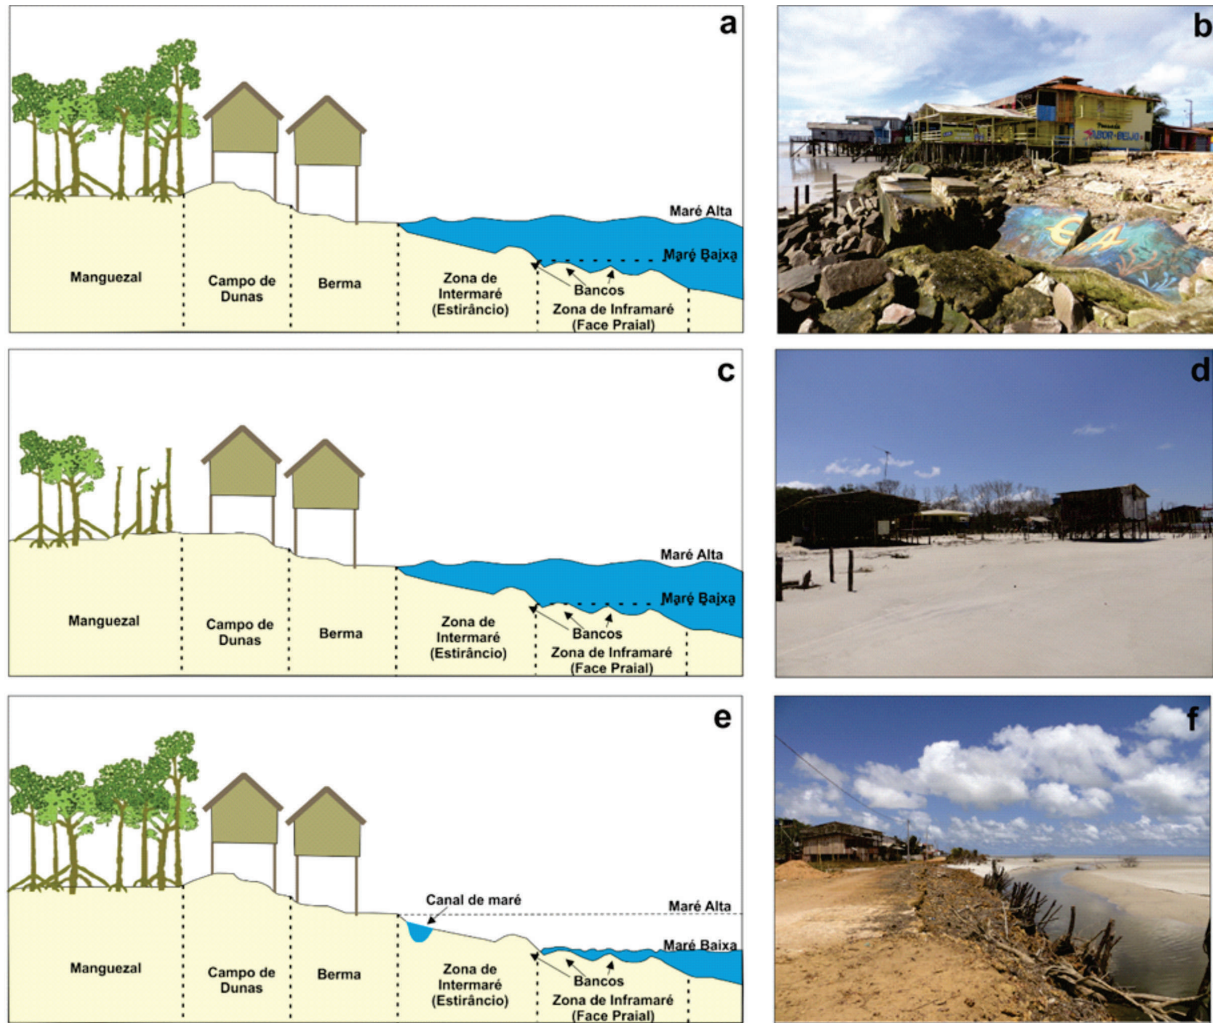 a
Maré Alta
Maré Baixa
Manguezal
Campo de
Dunas
Berma
Zona de
Intermaré
(Estirâncio)
Bancos
Zona de Inframaré
(Face Praial)
b
c
Maré Alta
Maré Baixa
Manguezal
Campo de
Dunas
Berma
Zona de
Intermaré
(Estirâncio)
Bancos
Zona de Inframaré
(Face Praial)
d
e
Canal de maré
Maré Alta
Maré Baixa
Manguezal
Campo de
Dunas
Berma
Zona de
Intermaré
(Estirâncio)
Bancos
Zona de Inframaré
(Face Praial)
f